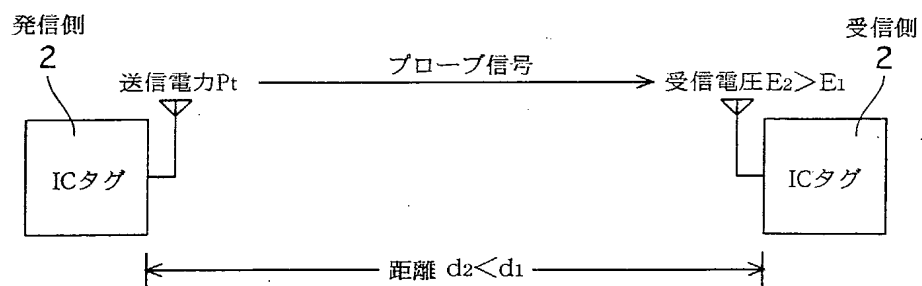 発信側
2
受信側
2
送信電力Pt
プローブ信号
受信電圧E2>E1
ICタグ
ICタグ
距離 d2<d1